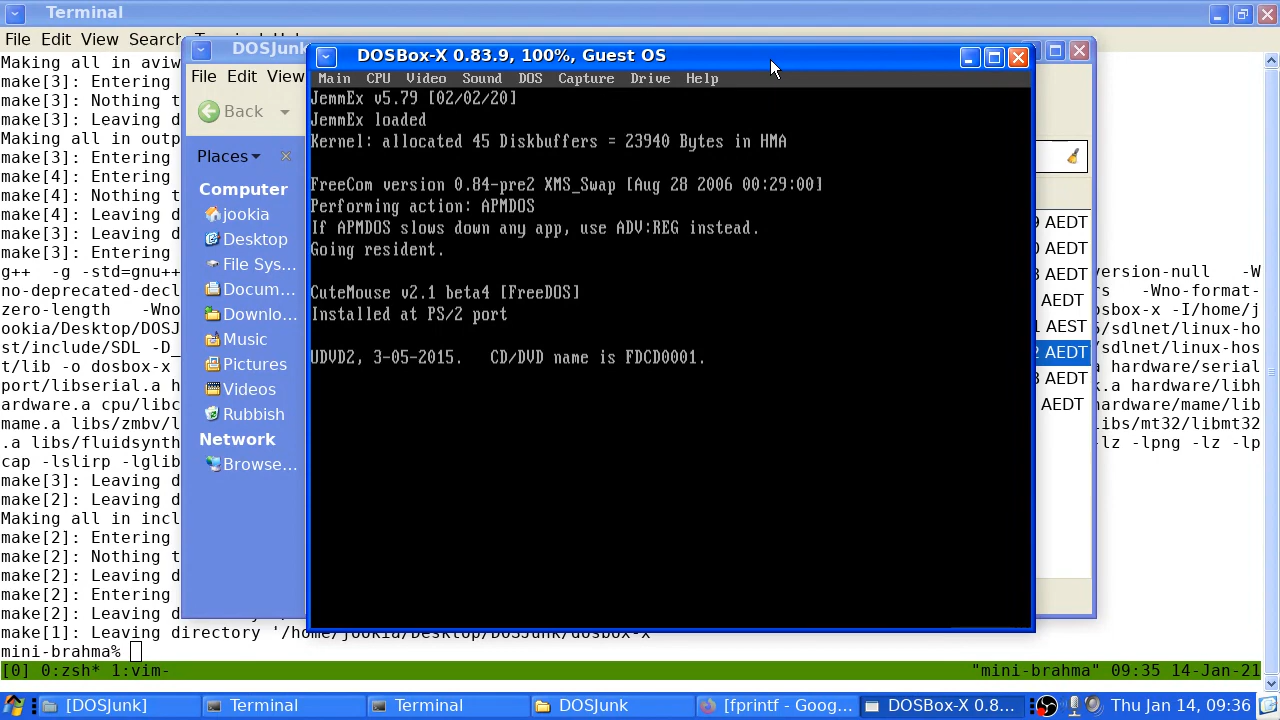 Terminal
File Edit View Search
Making all in aviw
make[3]: Entering
make[3]: Nothing t
make[3]: Leaving d
Making all in outp
make[3]: Entering
make[4]: Entering
make[4]: Nothing t
make[4]: Leaving d
make[3]: Leaving d
make[3]: Entering
g++ -g -std=gnu++ version-null -W
no-deprecated-decl rs -Wno-format-
zero-length -Wno osbox-x -I/home/j
ookia/Desktop/DOSJ 6/sdlnet/linux-ho
st/include/SDL -D_ /sdlnet/linux-hos
t/lib -o dosbox-x hardware/serial
port/libserial.a h x.a hardware/libh
ardware.a cpu/libc hardware/mame/lib
mame.a libs/zmbv/l libs/mt32/libmt32
.a libs/fluidsynth -lz -lpng -lz -lp
cap -lslirp -lglib
make[3]: Leaving d
make[2]: Leaving d
Making all in incl
make[2]: Entering
make[2]: Nothing t
make[2]: Leaving d
make[2]: Entering
make[2]: Leaving d
make[1]: Leaving directory '/home/jookia/Desktop/DOSJunk/dosbox-x
mini-brahma%
[0] 0:zsh* 1:vim- "mini-brahma" 09:35 14-Jan-21
DOSJunk
File Edit View
Back
Places
Computer
jookia
Desktop
File Sys...
Docum...
Downlo...
Music
Pictures
Videos
Rubbish
Network
Browse...
9 AEDT
0 AEDT
3 AEDT
AEDT
1 AEST
2 AEDT
3 AEDT
AEDT
DOSBox-X 0.83.9, 100%, Guest OS
Main CPU Video Sound DOS Capture Drive Help
JemmEx v5.79 [02/02/20]
JemmEx loaded
Kernel: allocated 45 Diskbuffers = 23940 Bytes in HMA
FreeCom version 0.84-pre2 XMS_Swap [Aug 28 2006 00:29:00]
Performing action: APMDOS
If APMDOS slows down any app, use ADV:REG instead.
Going resident.
CuteMouse v2.1 beta4 [FreeDOS]
Installed at PS/2 port
UDVD2, 3-05-2015. CD/DVD name is FDCD0001.
[DOSJunk] Terminal Terminal DOSJunk [fprintf - Goog... DOSBox-X 0.8... Thu Jan 14, 09:36